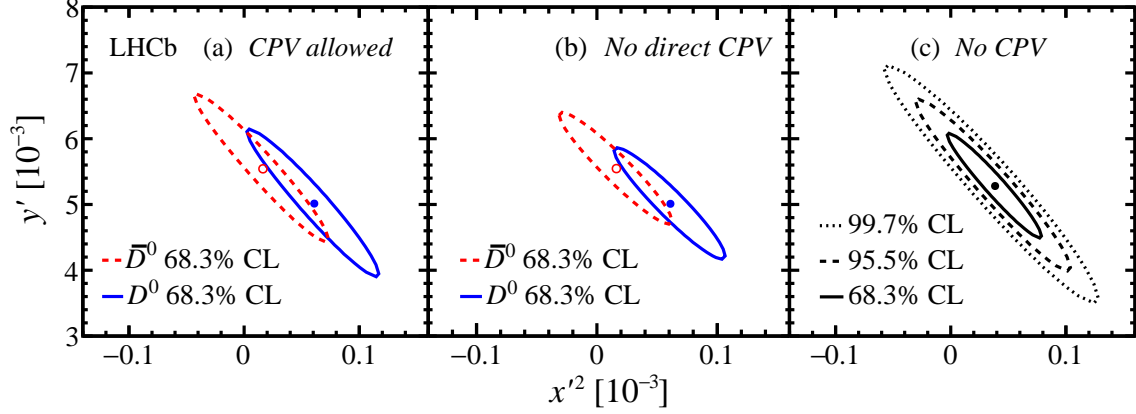 LHCb (a) CPV allowed
(b) No direct CPV
(c) No CPV
y′ [10⁻³]
8
7
6
5
4
3
D̅⁰ 68.3% CL
D⁰ 68.3% CL
D̅⁰ 68.3% CL
D⁰ 68.3% CL
99.7% CL
95.5% CL
68.3% CL
−0.1 0 0.1
−0.1 0 0.1
−0.1 0 0.1
x′² [10⁻³]